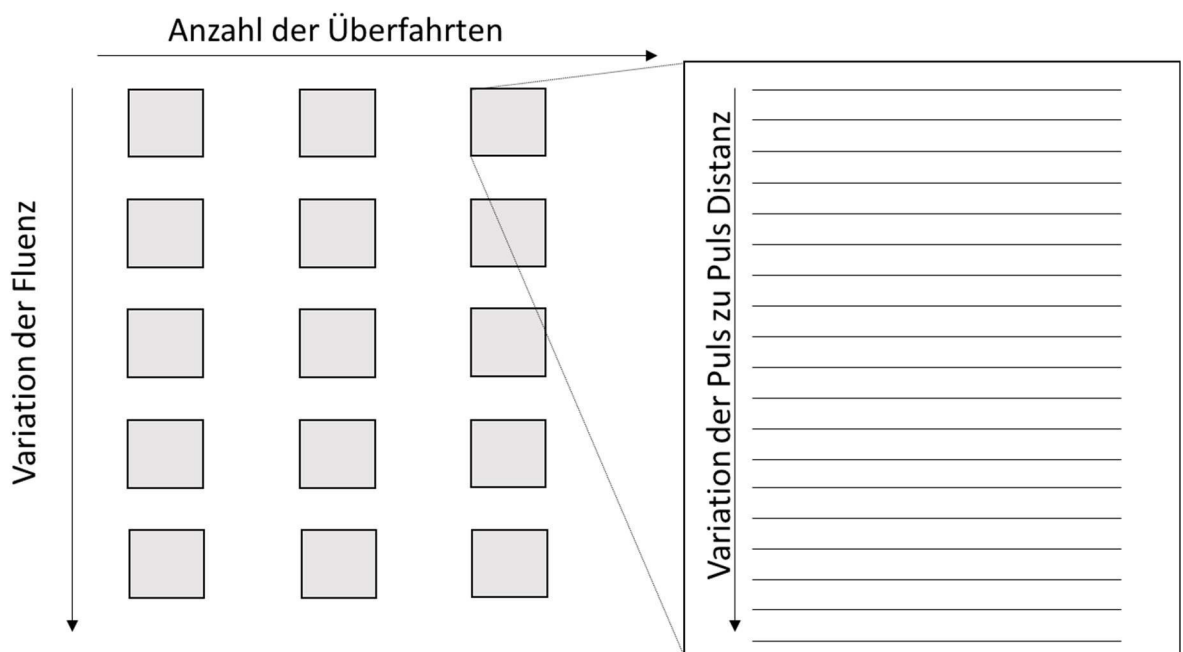 Anzahl der Überfahrten
Variation der Fluenz
Variation der Puls zu Puls Distanz